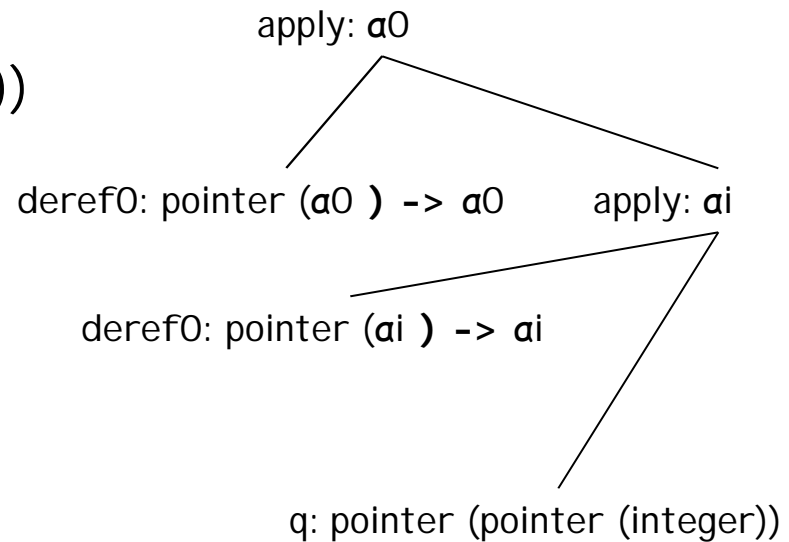 apply: α0
))
deref0: pointer (α0 ) -> α0 apply: αi
deref0: pointer (αi ) -> αi
q: pointer (pointer (integer))